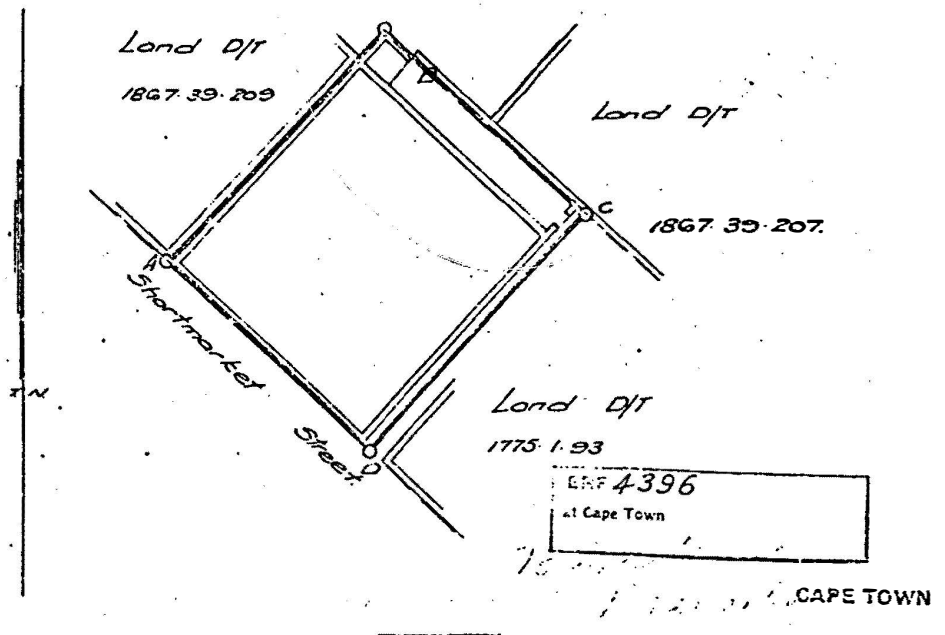 Land D/T
1867·39·209
Land D/T
1867·39·207.
A
C
Shortmarket
Street.
Land D/T
1775·1·93
ERF 4396
at Cape Town
CAPE TOWN